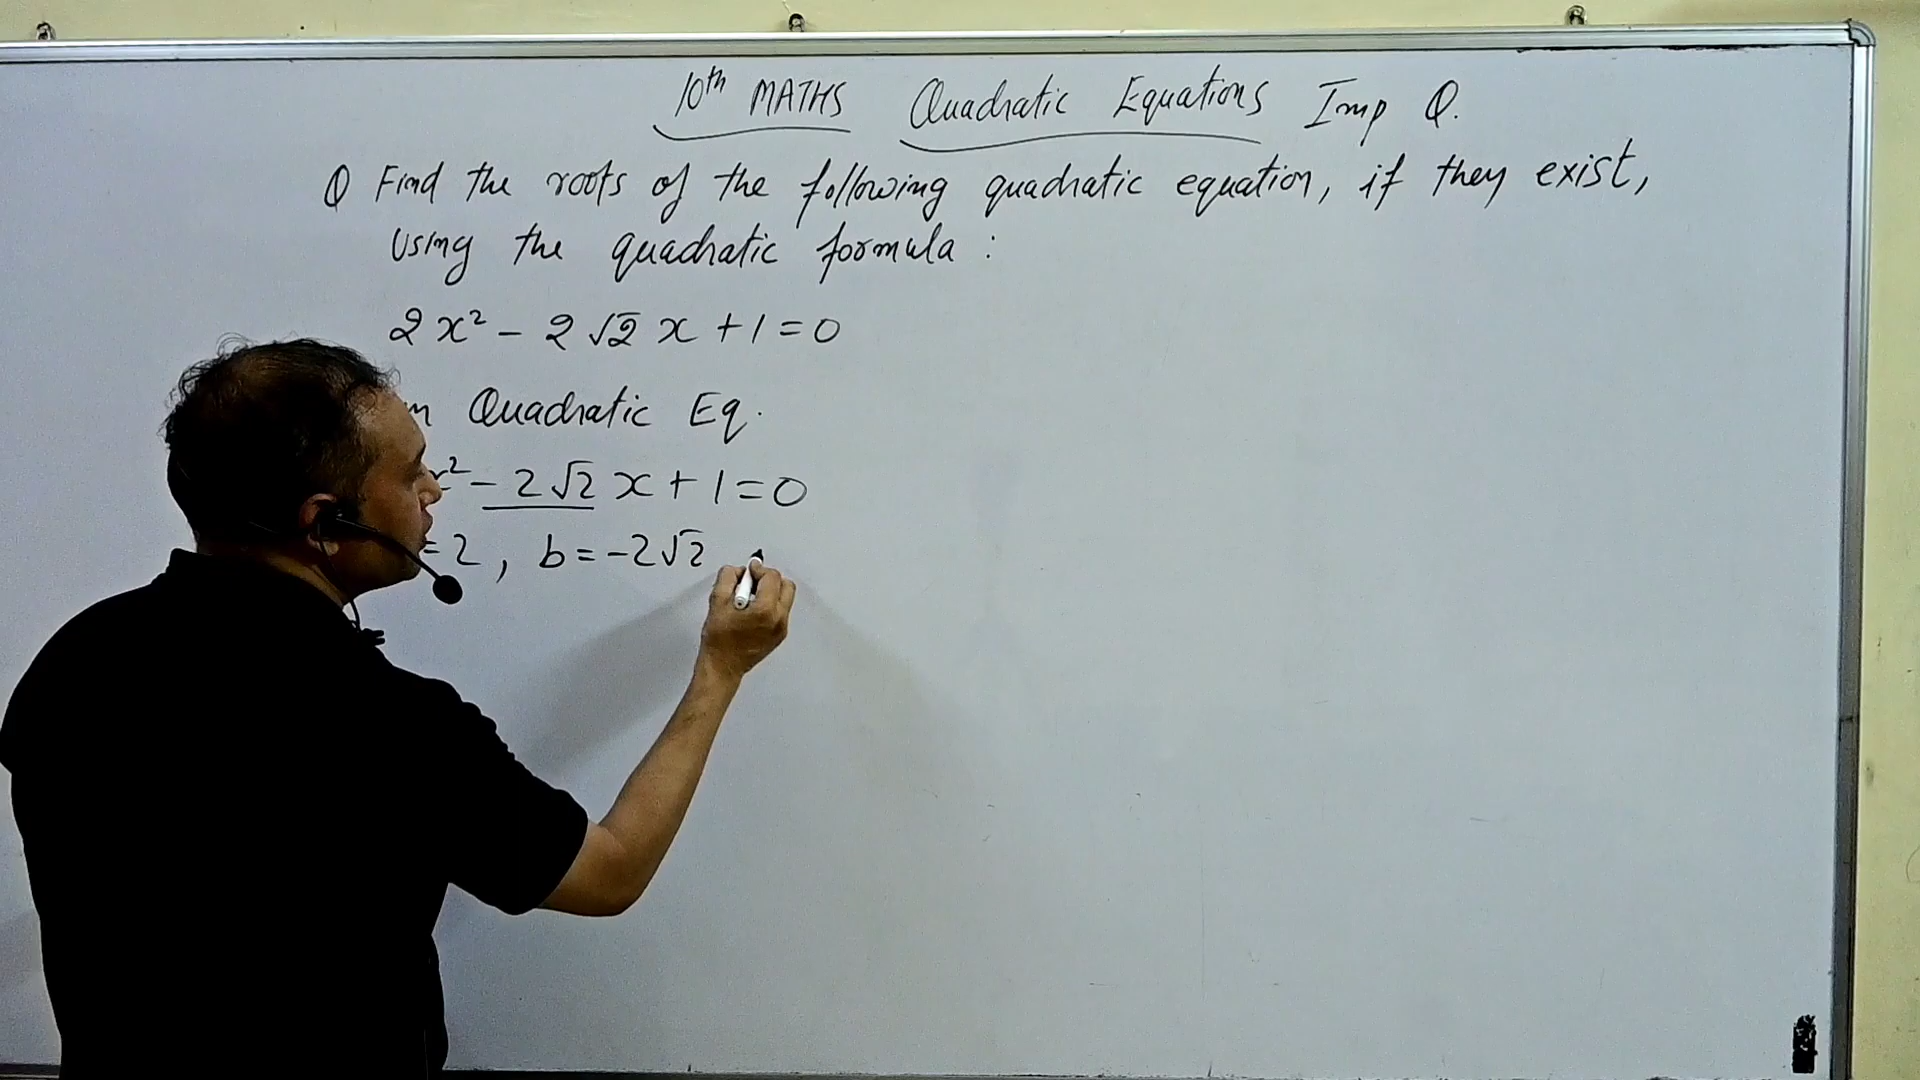 10th MATHS Quadratic Equations Imp Q.
Q Find the roots of the following quadratic equation, if they exist,
using the quadratic formula :
2x² - 2√2 x + 1 = 0
Quadratic Eq.
² - 2√2 x + 1 = 0
= 2, b = -2√2